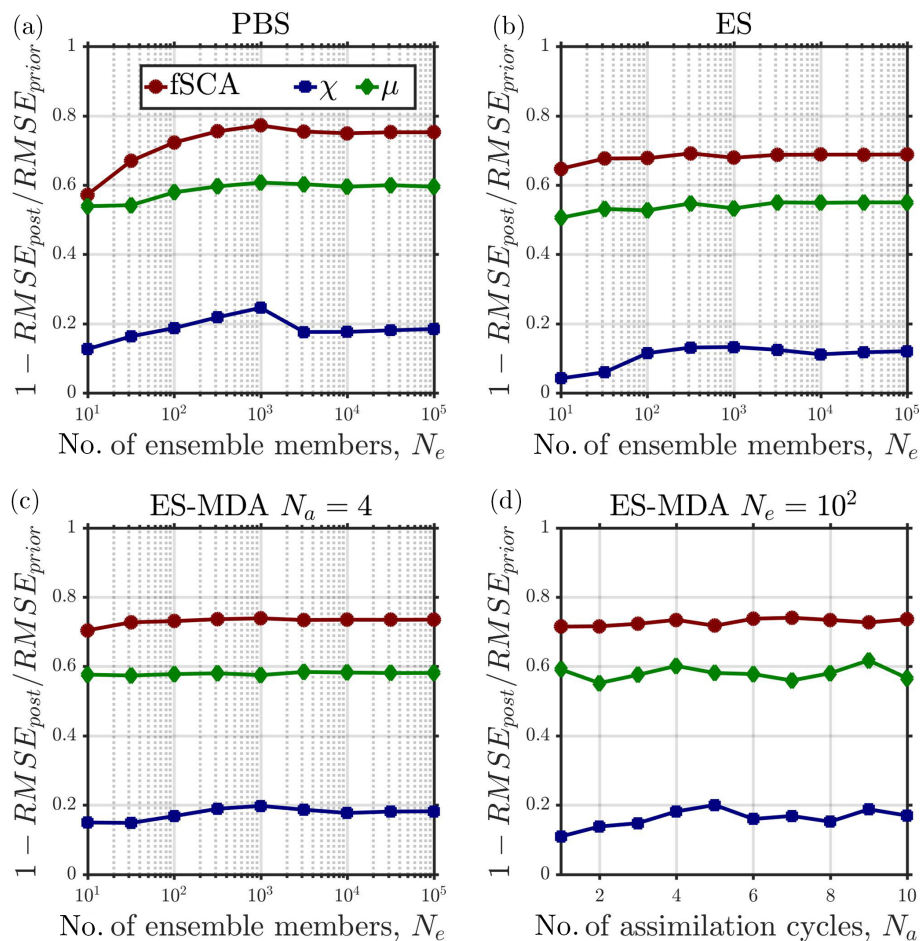 (a) PBS
1 − RMSE_post/RMSE_prior
1
0.8
0.6
0.4
0.2
0
fSCA χ μ
10^1 10^2 10^3 10^4 10^5
No. of ensemble members, N_e
(b) ES
1 − RMSE_post/RMSE_prior
1
0.8
0.6
0.4
0.2
0
10^1 10^2 10^3 10^4 10^5
No. of ensemble members, N_e
(c) ES-MDA N_a = 4
1 − RMSE_post/RMSE_prior
1
0.8
0.6
0.4
0.2
0
10^1 10^2 10^3 10^4 10^5
No. of ensemble members, N_e
(d) ES-MDA N_e = 10^2
1 − RMSE_post/RMSE_prior
1
0.8
0.6
0.4
0.2
0
2 4 6 8 10
No. of assimilation cycles, N_a